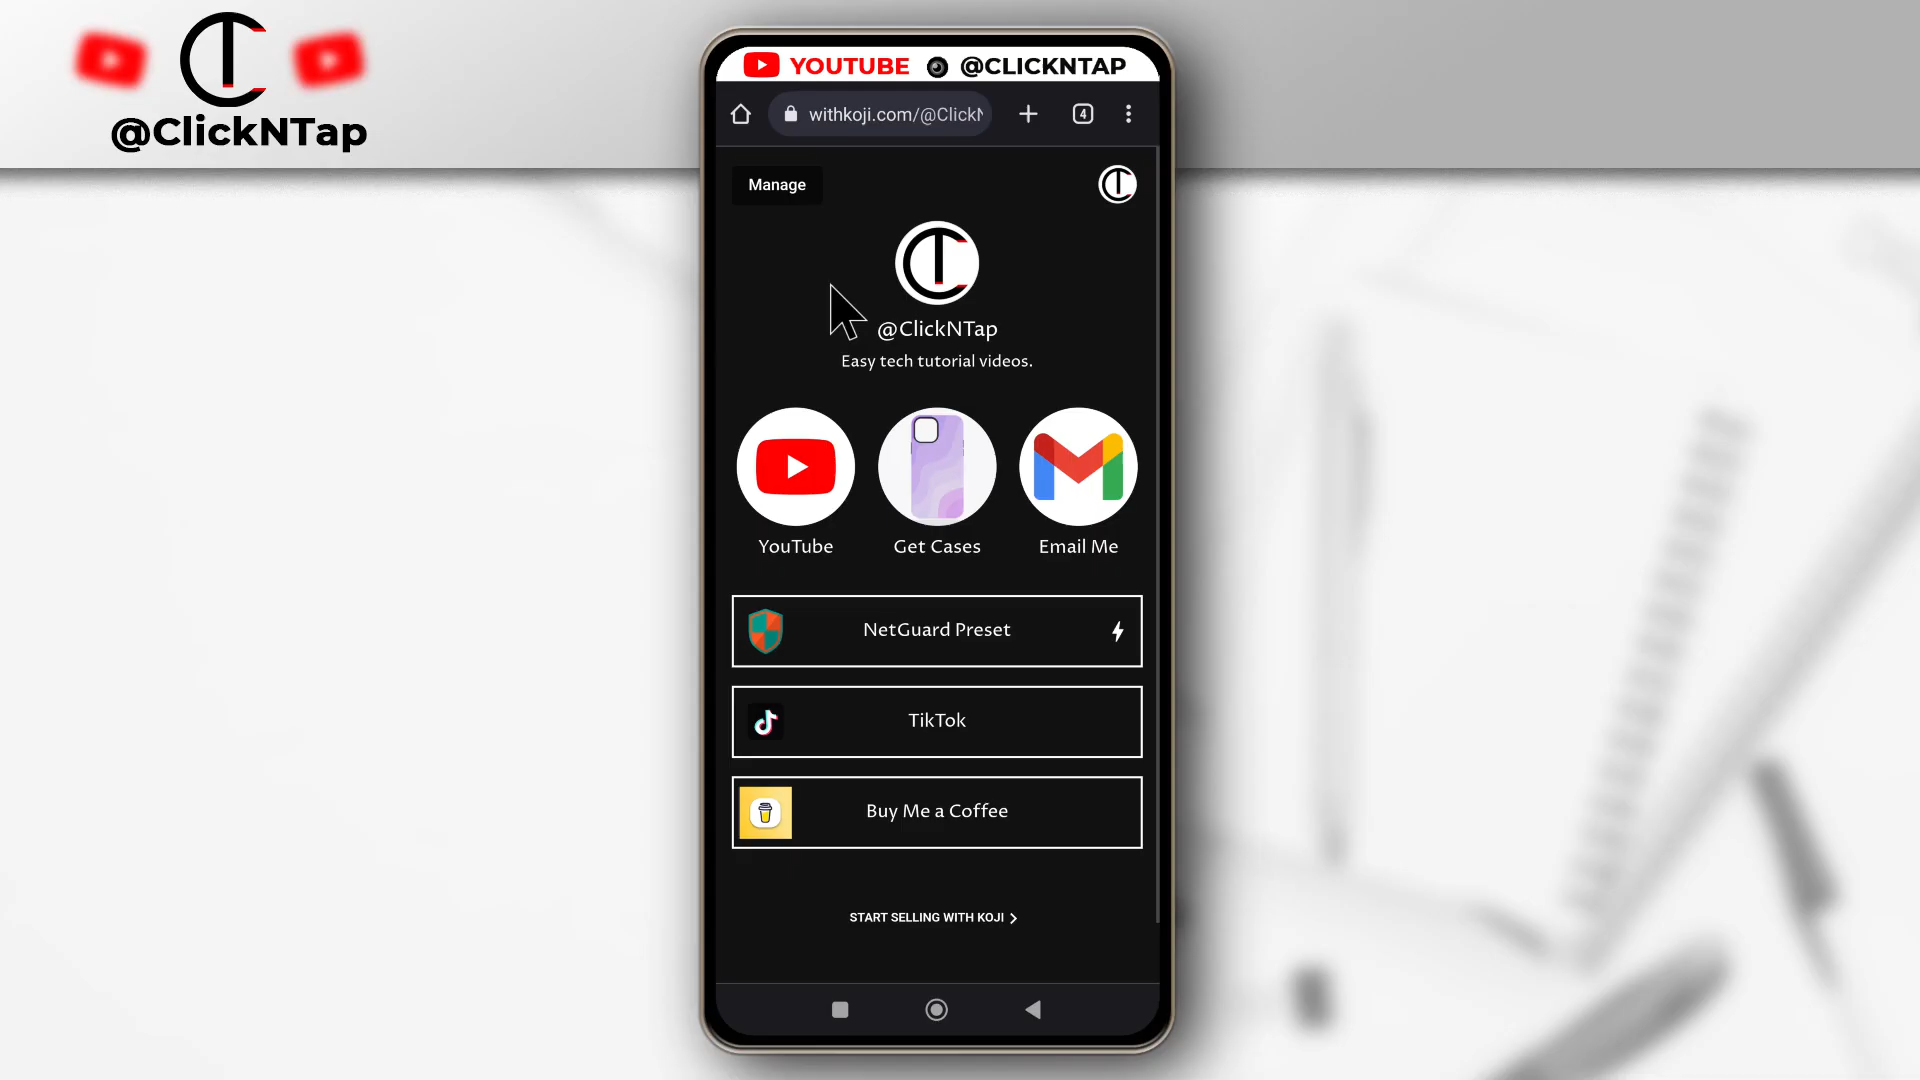 @ClickNTap
YOUTUBE @CLICKNTAP
withkoji.com/@ClickN
4
Manage
@ClickNTap
Easy tech tutorial videos.
YouTube
Get Cases
Email Me
NetGuard Preset
TikTok
Buy Me a Coffee
START SELLING WITH KOJI